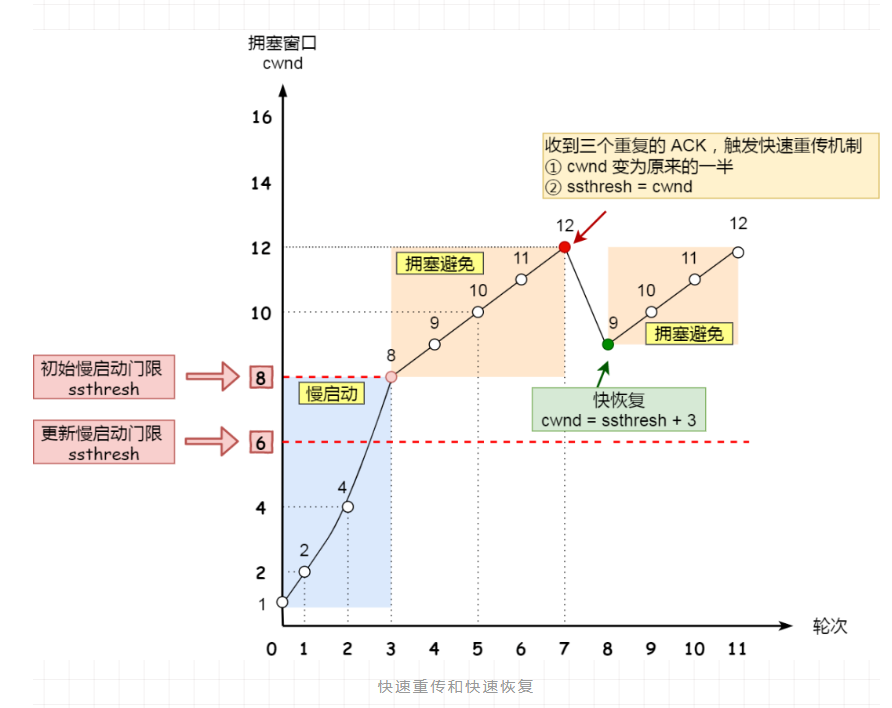 拥塞窗口
cwnd
16
14
12
10
8
6
4
2
1
收到三个重复的 ACK，触发快速重传机制
① cwnd 变为原来的一半
② ssthresh = cwnd
12
12
拥塞避免
11
11
10
10
9
9
拥塞避免
8
初始慢启动门限
ssthresh
慢启动
快恢复
cwnd = ssthresh + 3
更新慢启动门限
ssthresh
4
2
轮次
0 1 2 3 4 5 6 7 8 9 10 11
快速重传和快速恢复